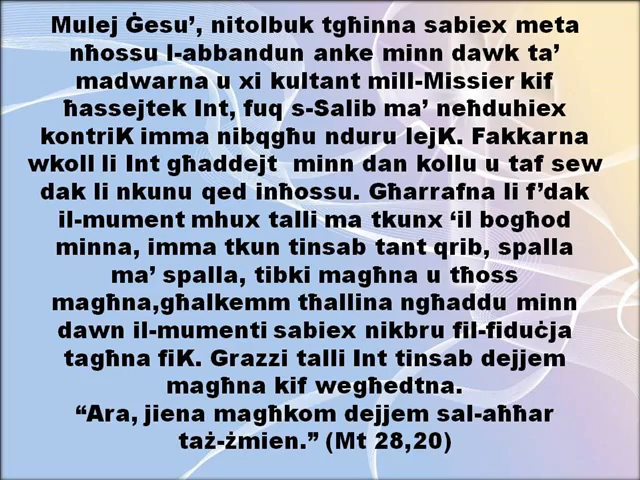 Mulej Ġesu’, nitolbuk tgħinna sabiex meta
nħossu l-abbandun anke minn dawk ta’
madwarna u xi kultant mill-Missier kif
ħassejtek Int, fuq s-Salib ma’ neħduhiex
kontriK imma nibqgħu nduru lejK. Fakkarna
wkoll li Int għaddejt  minn dan kollu u taf sew
dak li nkunu qed inħossu. Għarrafna li f’dak
il-mument mhux talli ma tkunx ‘il bogħod
minna, imma tkun tinsab tant qrib, spalla
ma’ spalla, tibki magħna u tħoss
magħna,għalkemm tħallina ngħaddu minn
dawn il-mumenti sabiex nikbru fil-fiduċja
tagħna fiK. Grazzi talli Int tinsab dejjem
magħna kif wegħedtna.
“Ara, jiena magħkom dejjem sal-aħħar
taż-żmien.” (Mt 28,20)